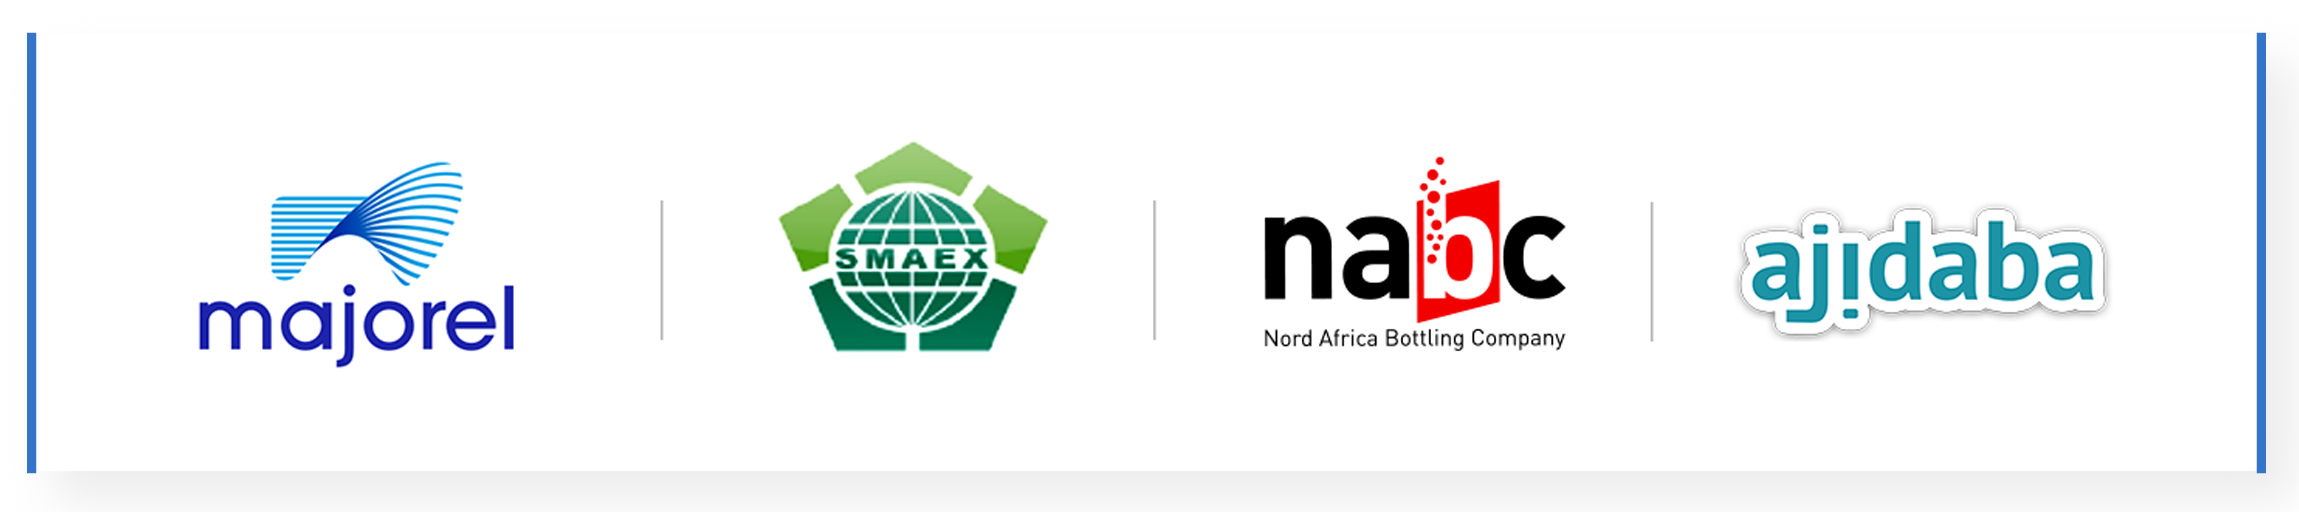 majorel
SMAEX
nabc
Nord Africa Bottling Company
ajidaba